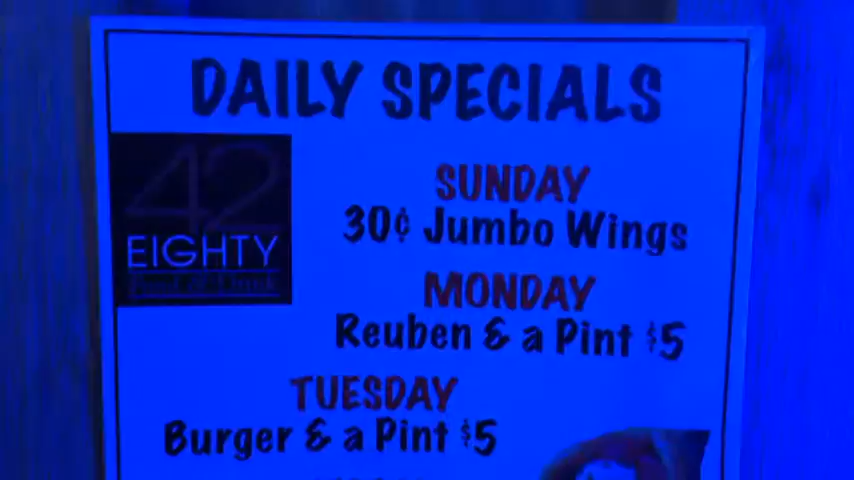 DAILY SPECIALS
42
EIGHTY
SUNDAY
30¢ Jumbo Wings
MONDAY
Reuben & a Pint $5
TUESDAY
Burger & a Pint $5